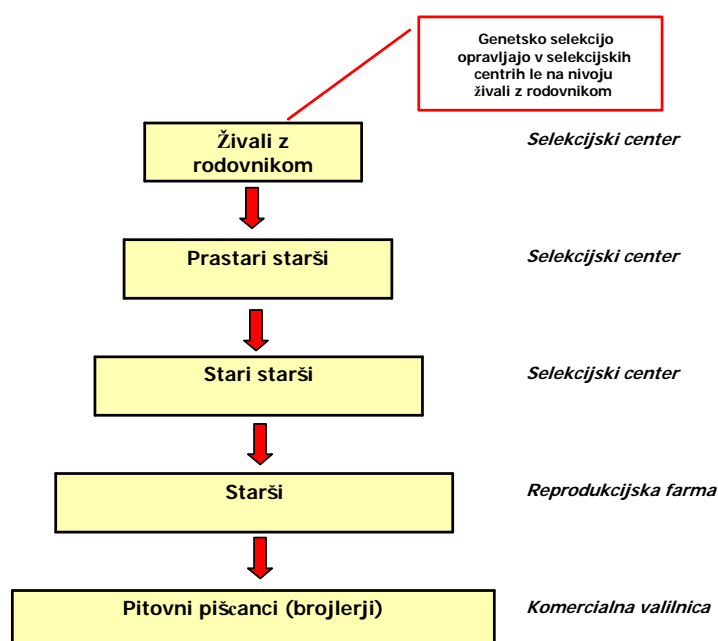 Genetsko selekcijo
opravljajo v selekcijskih
centrih le na nivoju
živali z rodovnikom
Živali z
rodovnikom
Selekcijski center
Prastari starši
Selekcijski center
Stari starši
Selekcijski center
Starši
Reprodukcijska farma
Pitovni piščanci (brojlerji)
Komercialna valilnica